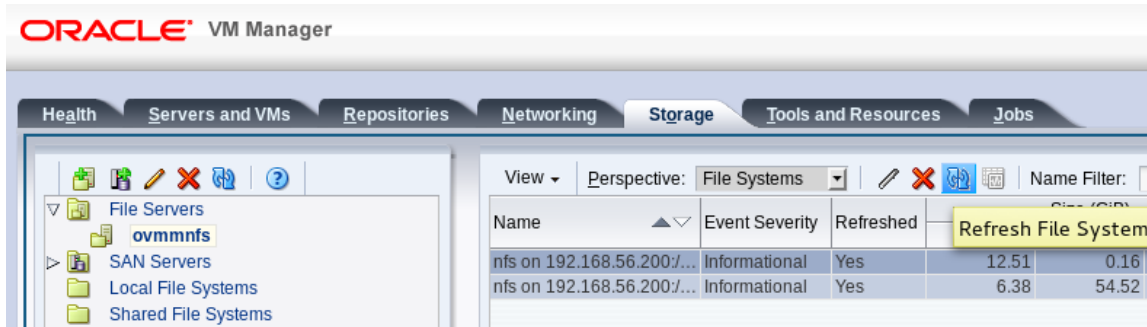 ORACLE VM Manager
Health Servers and VMs Repositories Networking Storage Tools and Resources Jobs
View Perspective: File Systems Name Filter:
File Servers
ovmmnfs
SAN Servers
Local File Systems
Shared File Systems
Name Event Severity Refreshed Size (GiB)
Refresh File System
nfs on 192.168.56.200:/... Informational Yes 12.51 0.16
nfs on 192.168.56.200:/... Informational Yes 6.38 54.52